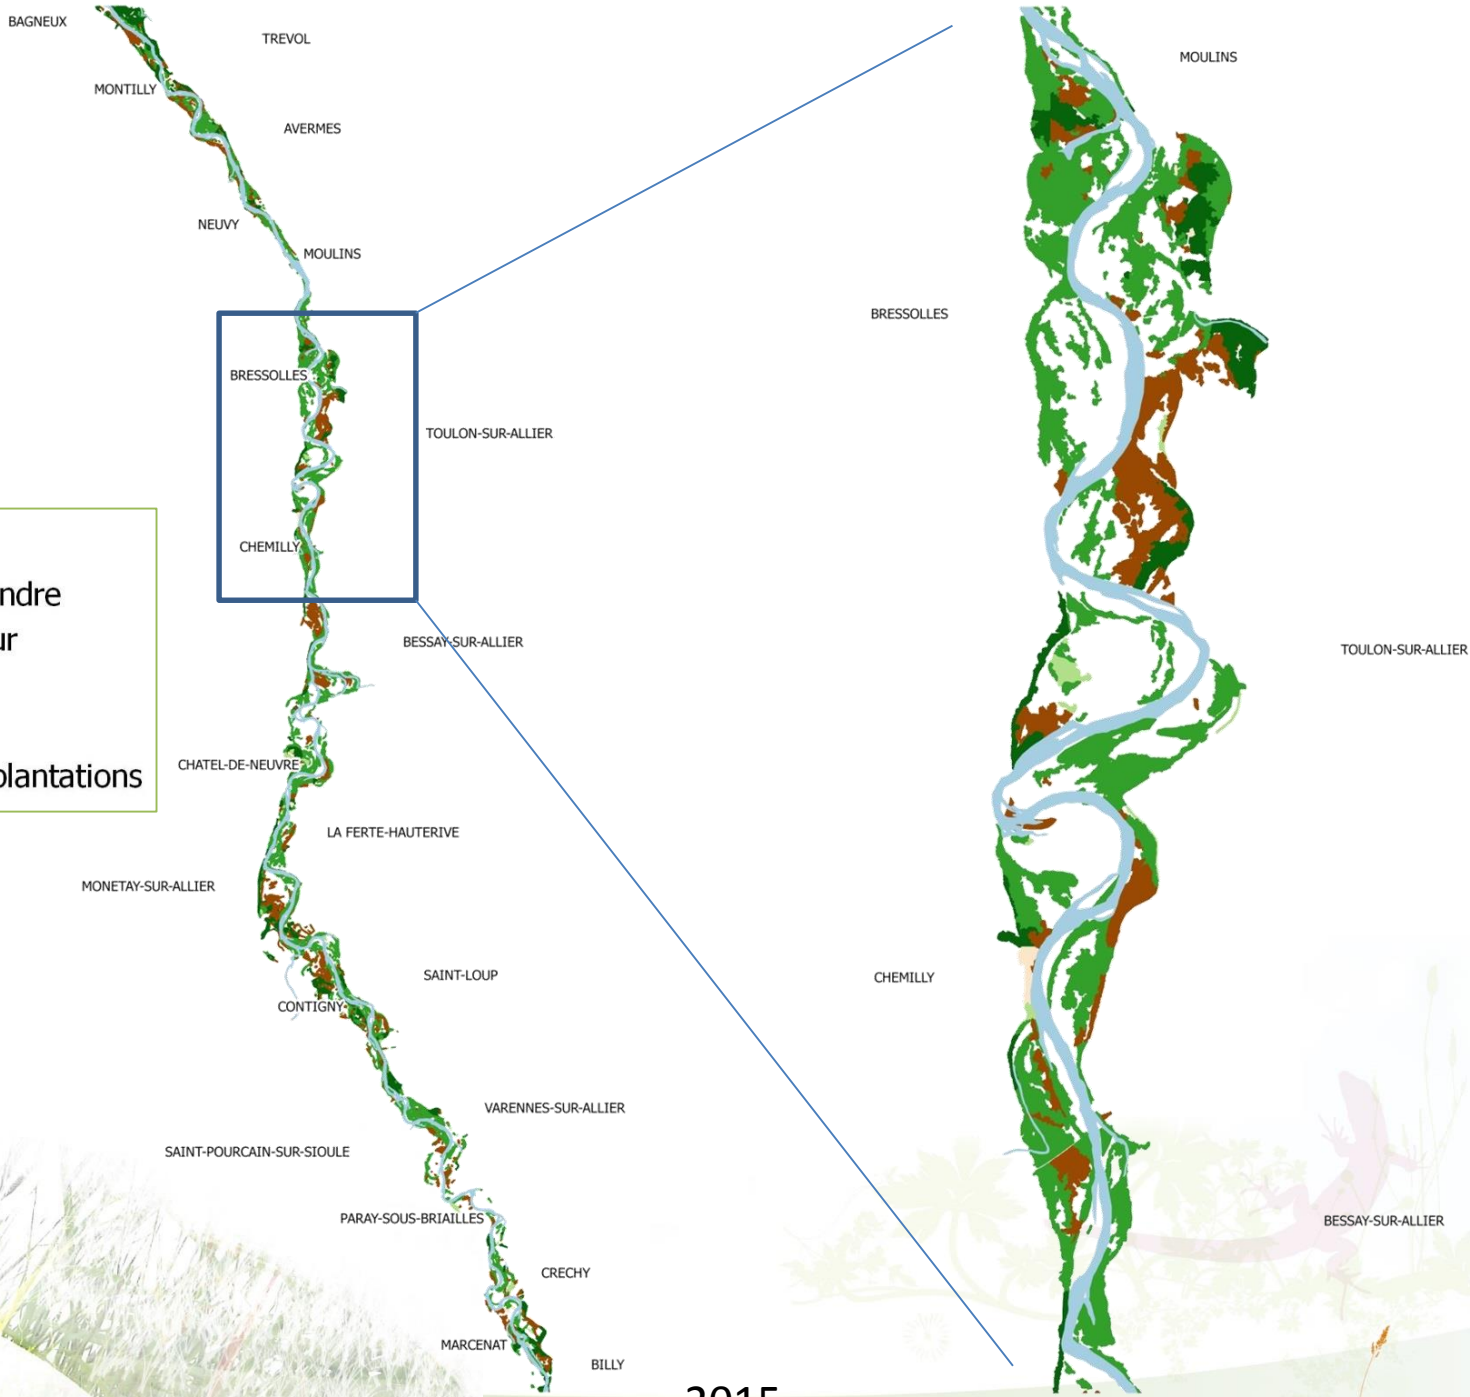 BAGNEUX
TREVOL
MONTILLY
AVERMES
NEUVY
MOULINS
BRESSOLLES
TOULON-SUR-ALLIER
CHEMILLY
BESSAY-SUR-ALLIER
CHATEL-DE-NEUVRE
LA FERTE-HAUTERIVE
MONETAY-SUR-ALLIER
SAINT-LOUP
CONTIGNY
VARENNES-SUR-ALLIER
SAINT-POURCAIN-SUR-SIOULE
PARAY-SOUS-BRIAILLES
CRECHY
MARCENAT
BILLY
ndre
ur
plantations
MOULINS
BRESSOLLES
TOULON-SUR-ALLIER
CHEMILLY
BESSAY-SUR-ALLIER
2015